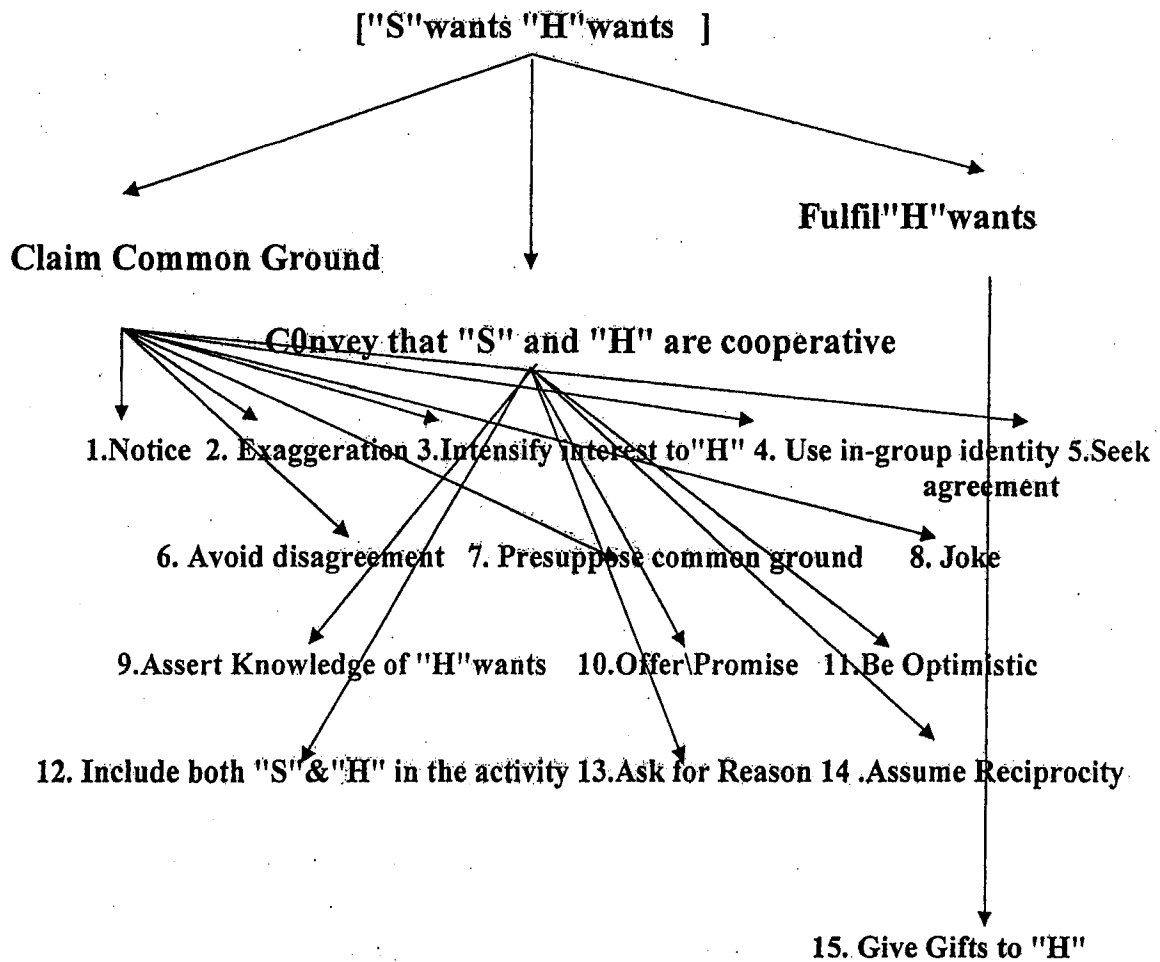 ["S"wants "H"wants ]
Fulfil"H"wants
Claim Common Ground
C0nvey that "S" and "H" are cooperative
1.Notice 2. Exaggeration 3.Intensify interest to"H" 4. Use in-group identity 5.Seek
agreement
6. Avoid disagreement 7. Presuppose common ground 8. Joke
9.Assert Knowledge of "H"wants 10.Offer\Promise 11.Be Optimistic
12. Include both "S"&"H" in the activity 13.Ask for Reason 14 .Assume Reciprocity
15. Give Gifts to "H"